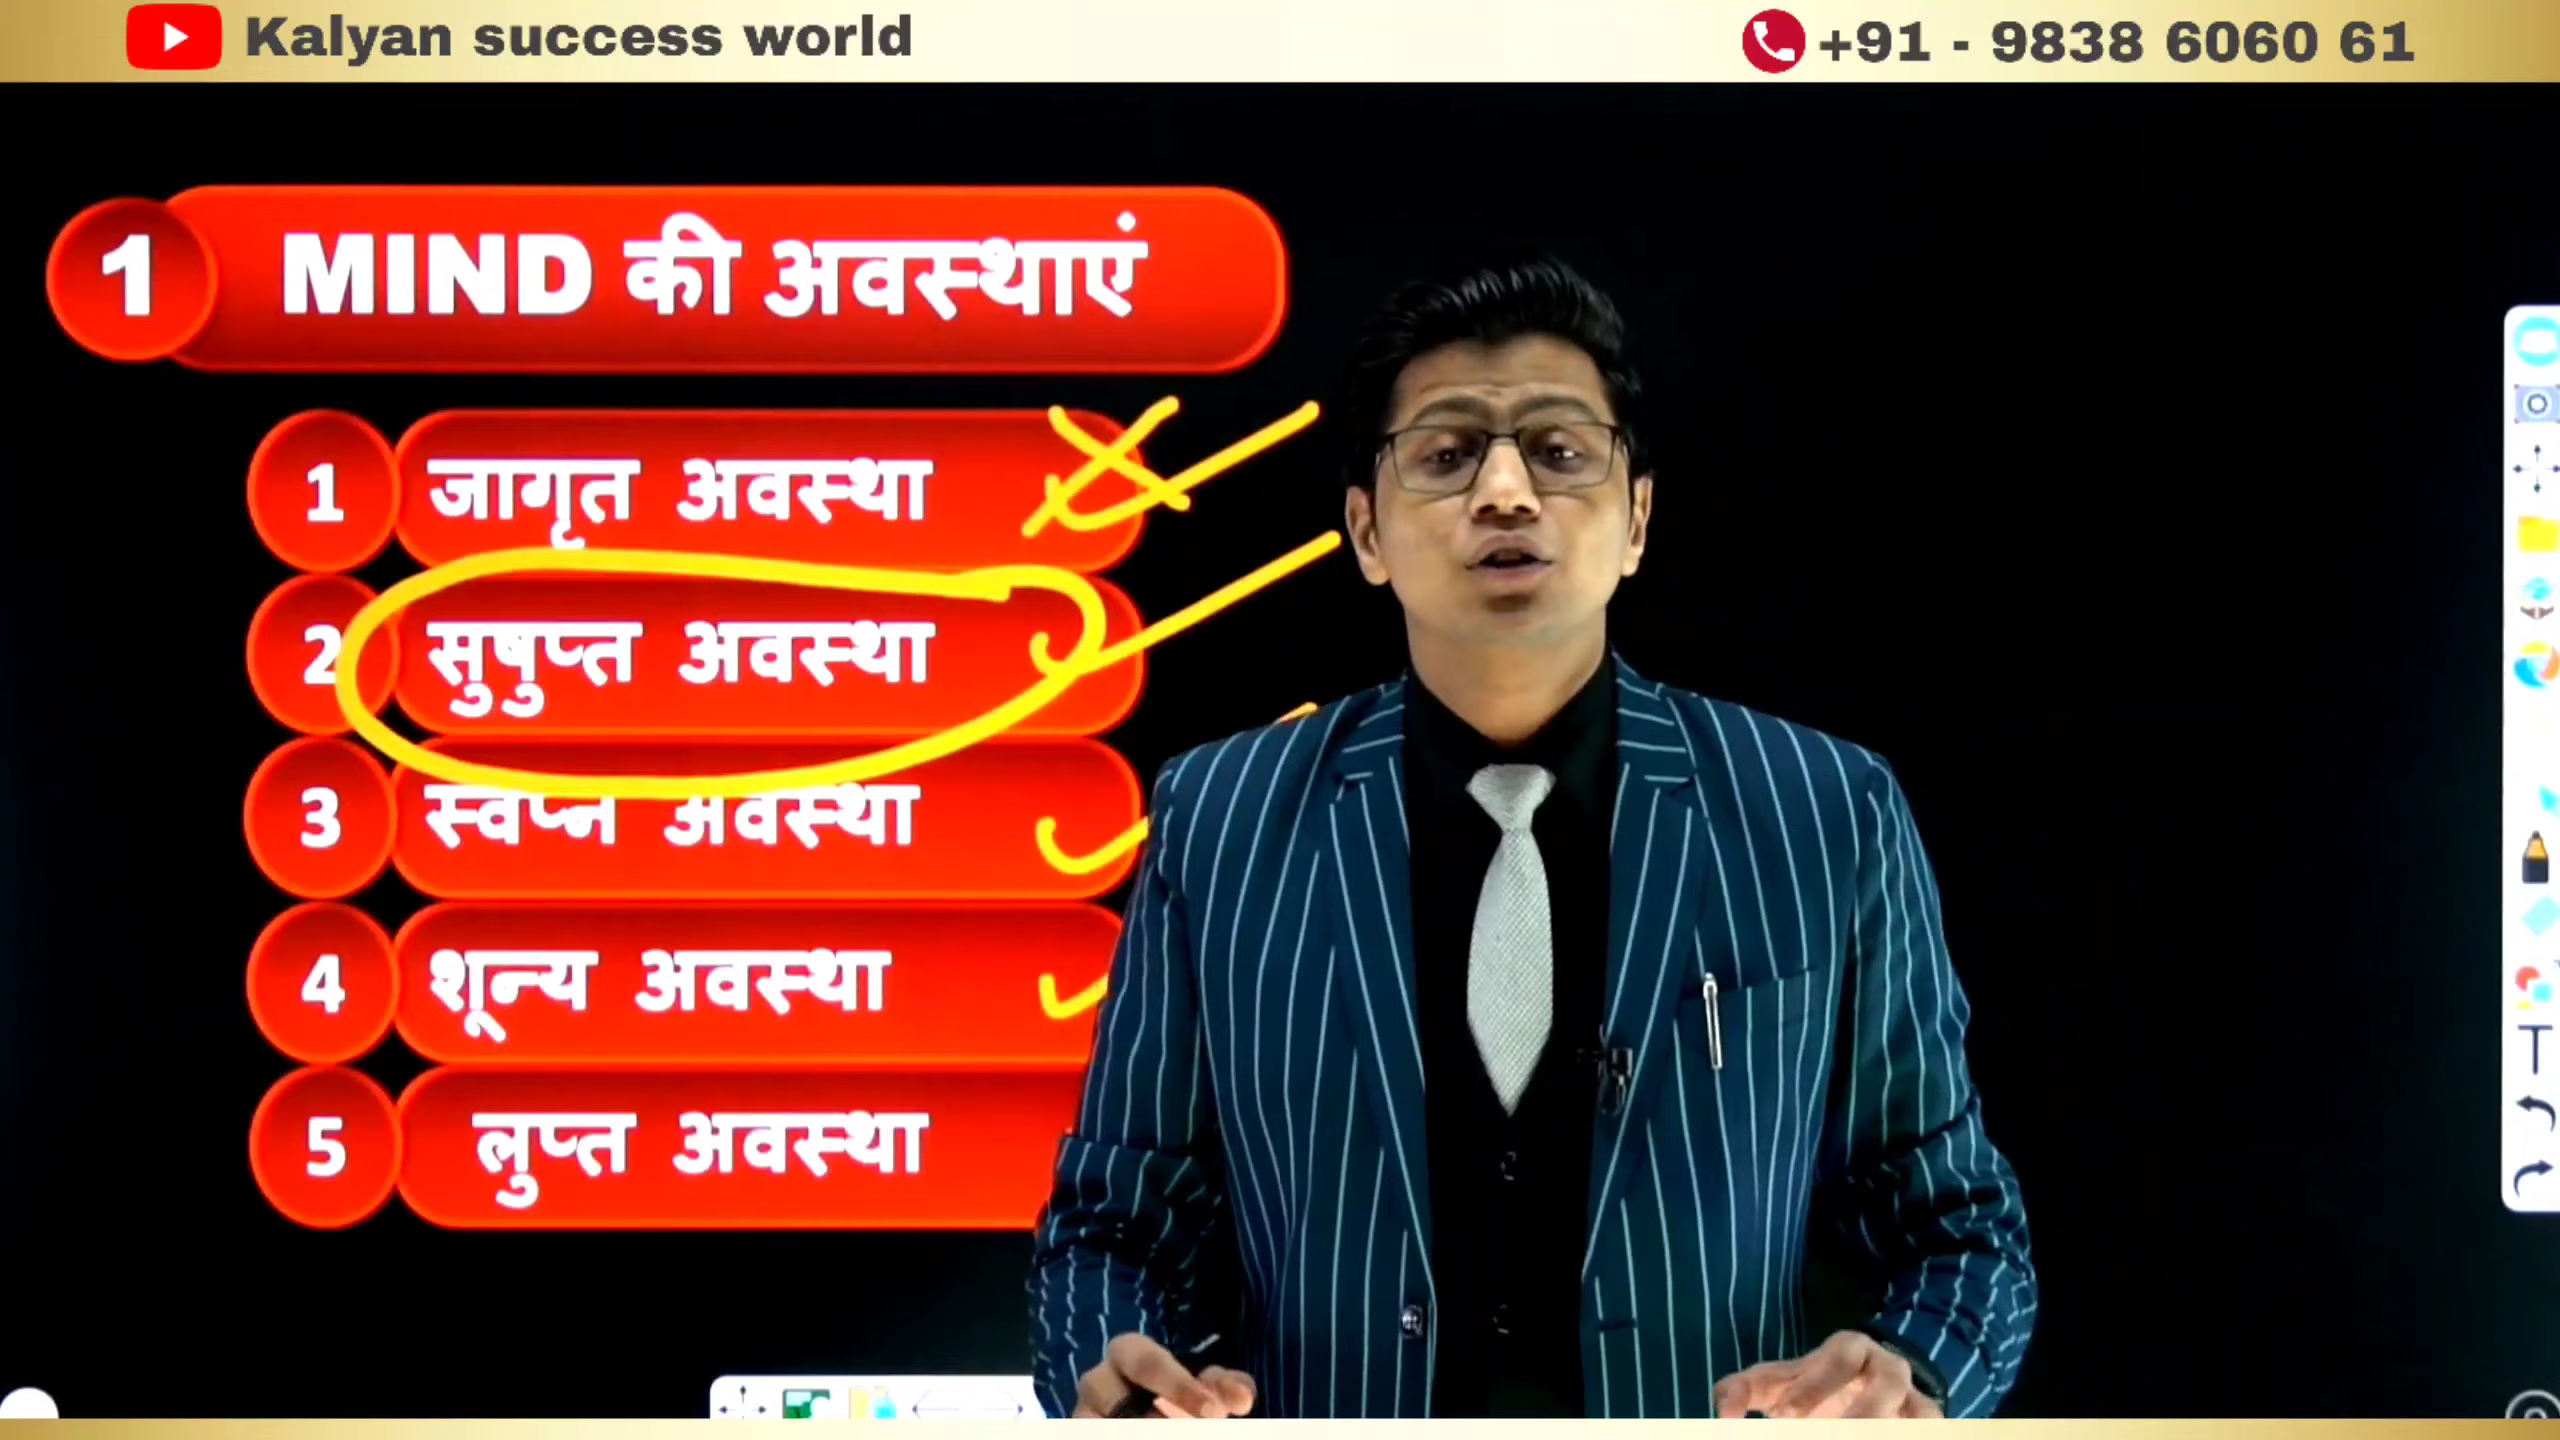 Kalyan success world
+91 - 9838 6060 61
1 MIND की अवस्थाएं
1 जागृत अवस्था
2 सुषुप्त अवस्था
3 स्वप्न अवस्था
4 शून्य अवस्था
5 लुप्त अवस्था
T